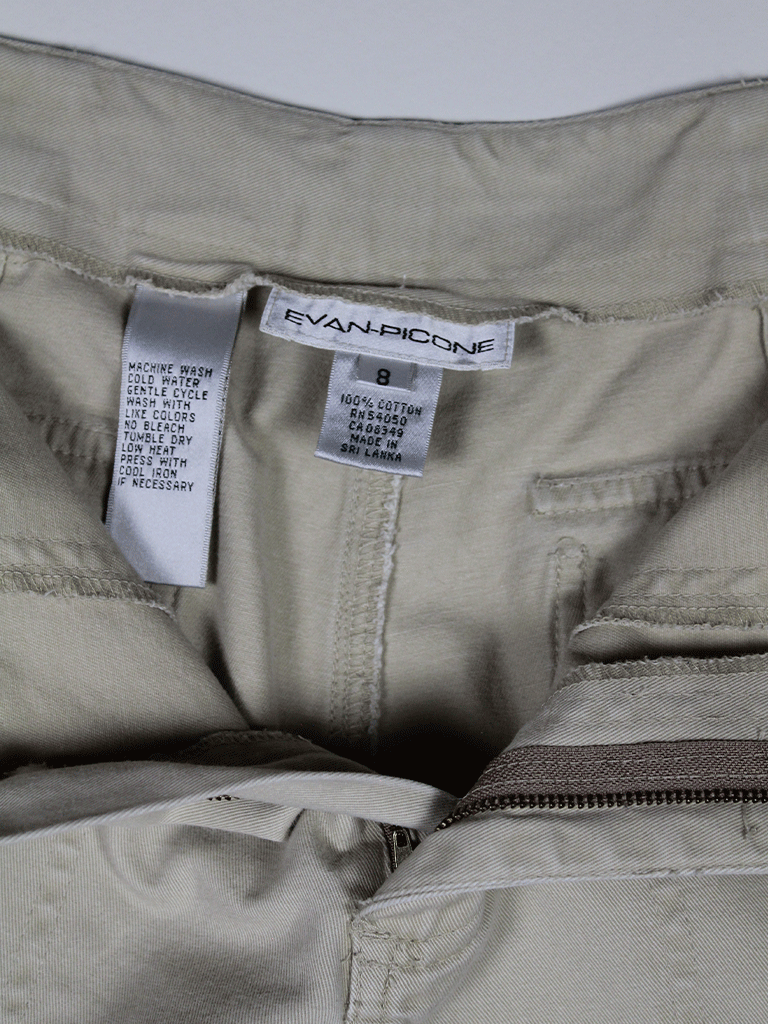 MACHINE WASH
COLD WATER
GENTLE CYCLE
WASH WITH
LIKE COLORS
NO BLEACH
TUMBLE DRY
LOW HEAT
PRESS WITH
COOL IRON
IF NECESSARY
EVAN-PICONE
8
100% COTTON
RN54050
CA08349
MADE IN
SRI LANKA